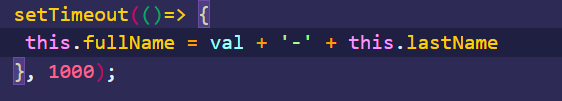 setTimeout(()=> {
this.fullName = val + '-' + this.lastName
}, 1000);